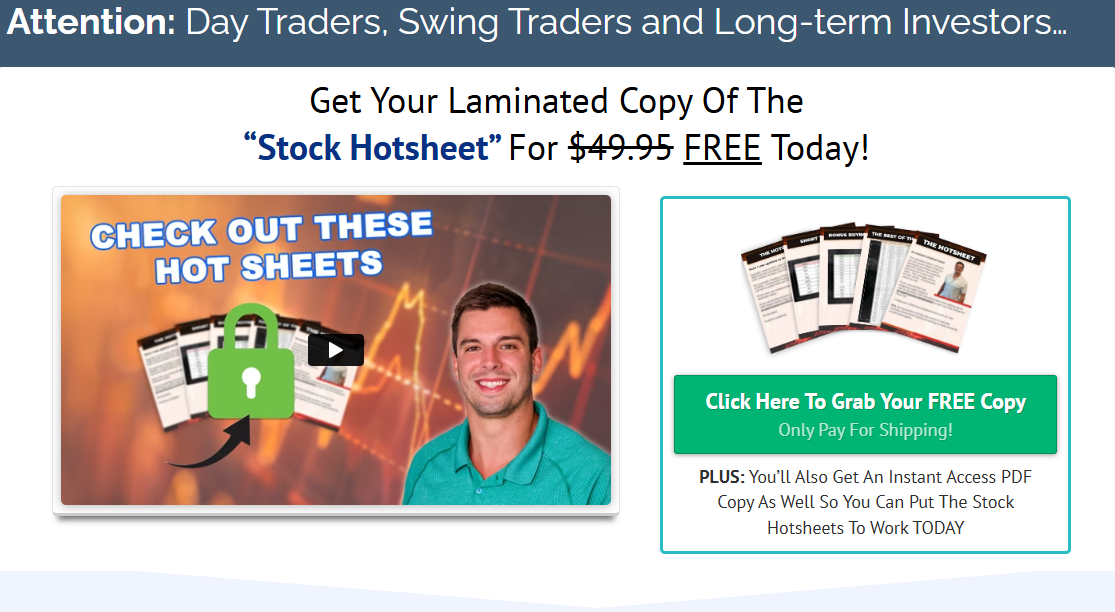 Attention: Day Traders, Swing Traders and Long-term Investors...
Get Your Laminated Copy Of The
“Stock Hotsheet” For $49.95 FREE Today!
CHECK OUT THESE
HOT SHEETS
THE HOTSHEET
Click Here To Grab Your FREE Copy
Only Pay For Shipping!
PLUS: You’ll Also Get An Instant Access PDF
Copy As Well So You Can Put The Stock
Hotsheets To Work TODAY